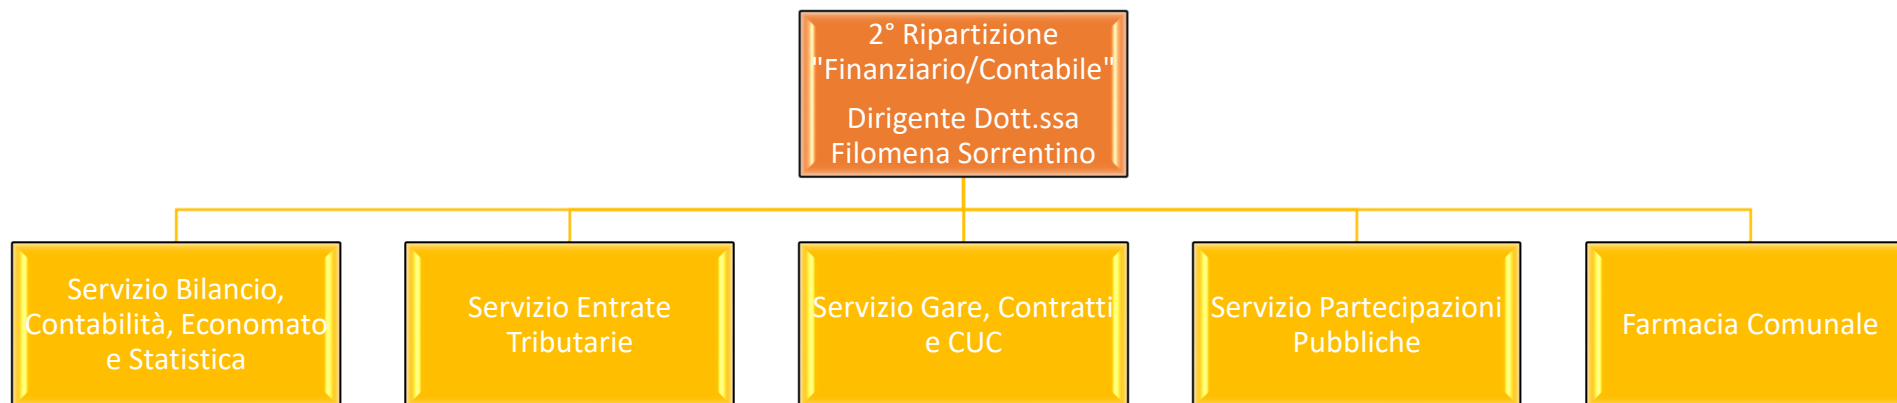 2° Ripartizione
"Finanziario/Contabile"
Dirigente Dott.ssa
Filomena Sorrentino
Servizio Bilancio,
Contabilità, Economato
e Statistica
Servizio Entrate
Tributarie
Servizio Gare, Contratti
e CUC
Servizio Partecipazioni
Pubbliche
Farmacia Comunale